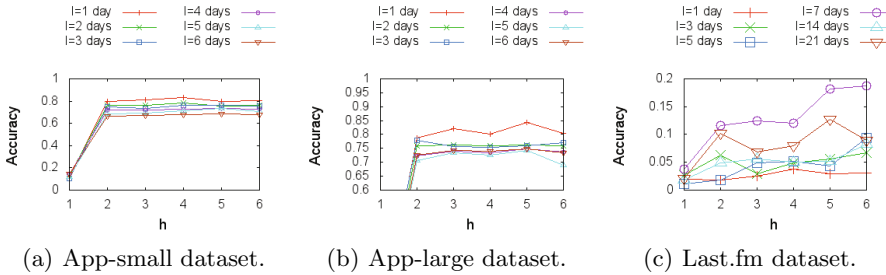 l=1 day
l=2 days
l=3 days
l=4 days
l=5 days
l=6 days
Accuracy
1
0.8
0.6
0.4
0.2
0
1 2 3 4 5 6
h
(a) App-small dataset.
l=1 day
l=2 days
l=3 days
l=4 days
l=5 days
l=6 days
Accuracy
0.95
0.9
0.85
0.8
0.75
0.7
0.65
0.6
1 2 3 4 5 6
h
(b) App-large dataset.
l=1 day
l=3 days
l=5 days
l=7 days
l=14 days
l=21 days
Accuracy
0.2
0.15
0.1
0.05
0
1 2 3 4 5 6
h
(c) Last.fm dataset.